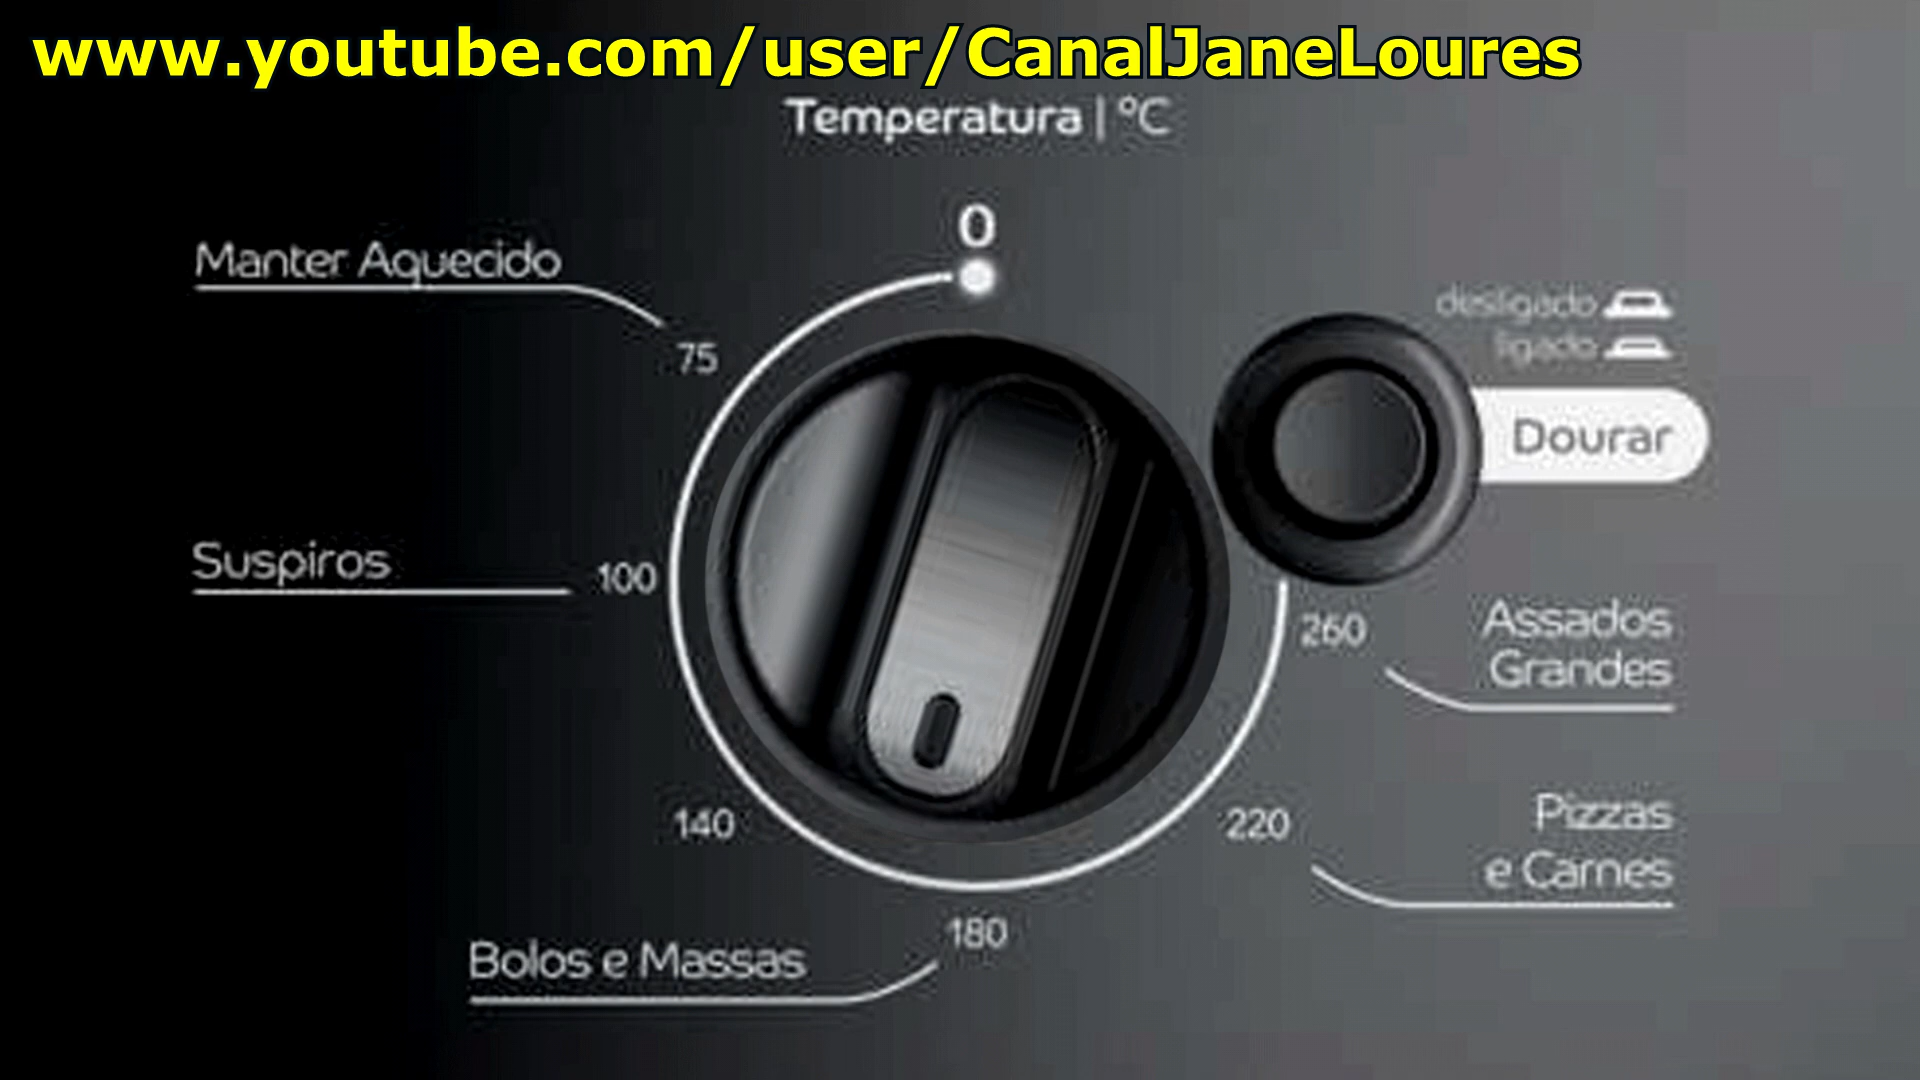 www.youtube.com/user/CanalJaneLoures
Temperatura | °C
0
Manter Aquecido
75
desligado
ligado
Dourar
Suspiros
100
260
Assados
Grandes
140
220
Pizzas
e Carnes
180
Bolos e Massas